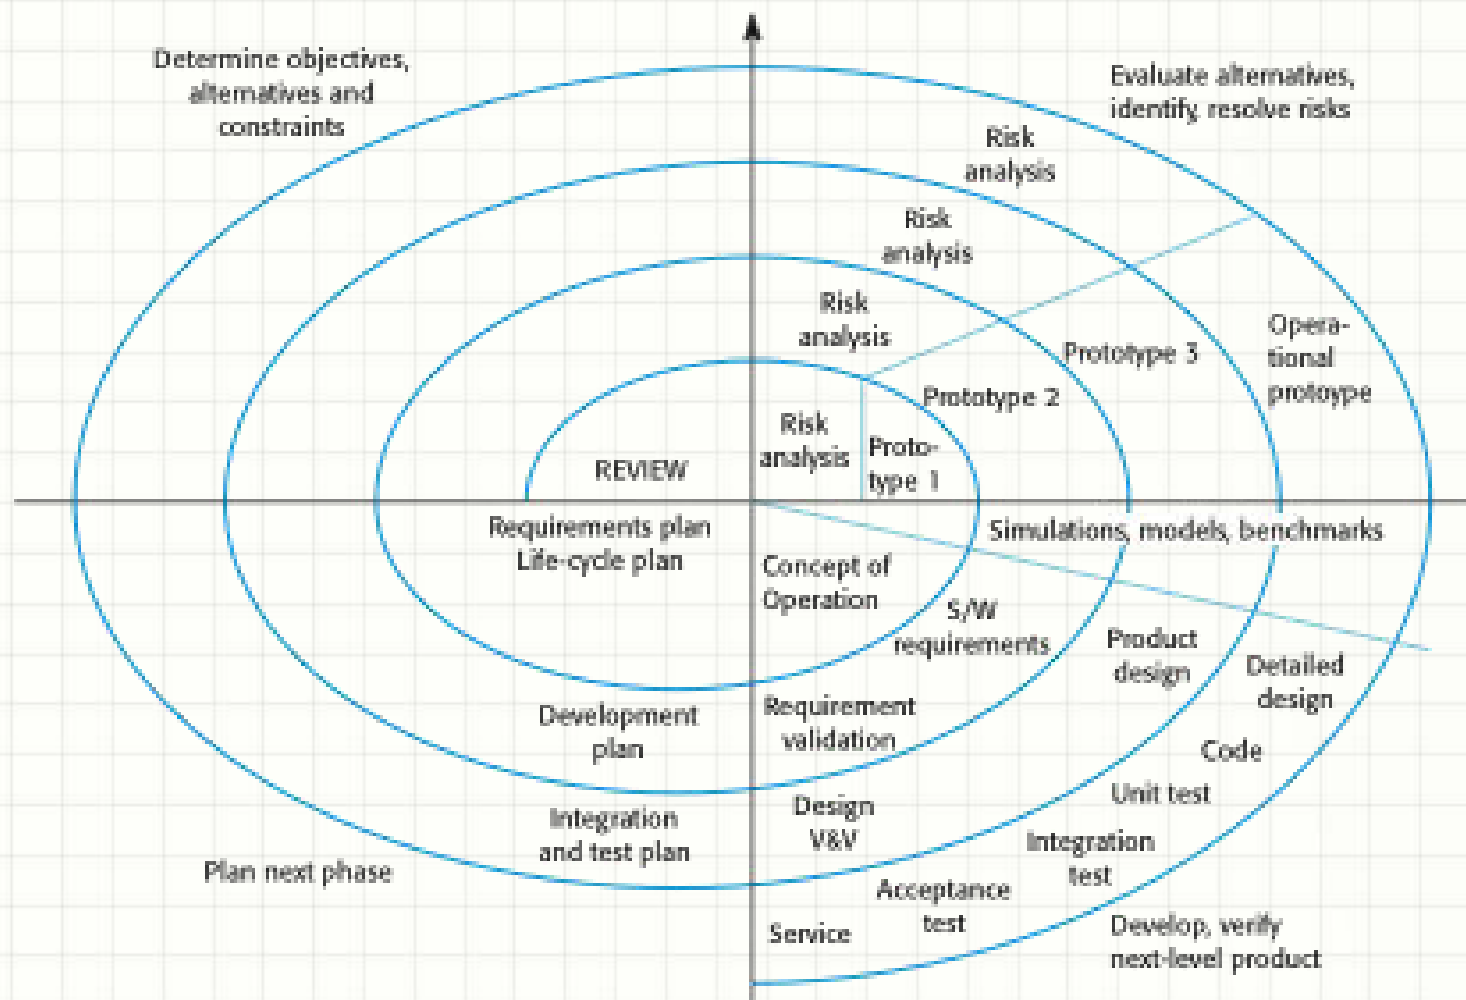 Determine objectives,
alternatives and
constraints
Evaluate alternatives,
identify, resolve risks
Risk
analysis
Risk
analysis
Risk
analysis
Risk
analysis
Proto-
type 1
Prototype 2
Prototype 3
Opera-
tional
protoype
REVIEW
Requirements plan
Life-cycle plan
Simulations, models, benchmarks
Concept of
Operation
S/W
requirements
Product
design
Detailed
design
Development
plan
Requirement
validation
Code
Unit test
Integration
and test plan
Design
V&V
Integration
test
Plan next phase
Acceptance
test
Service
Develop, verify
next-level product